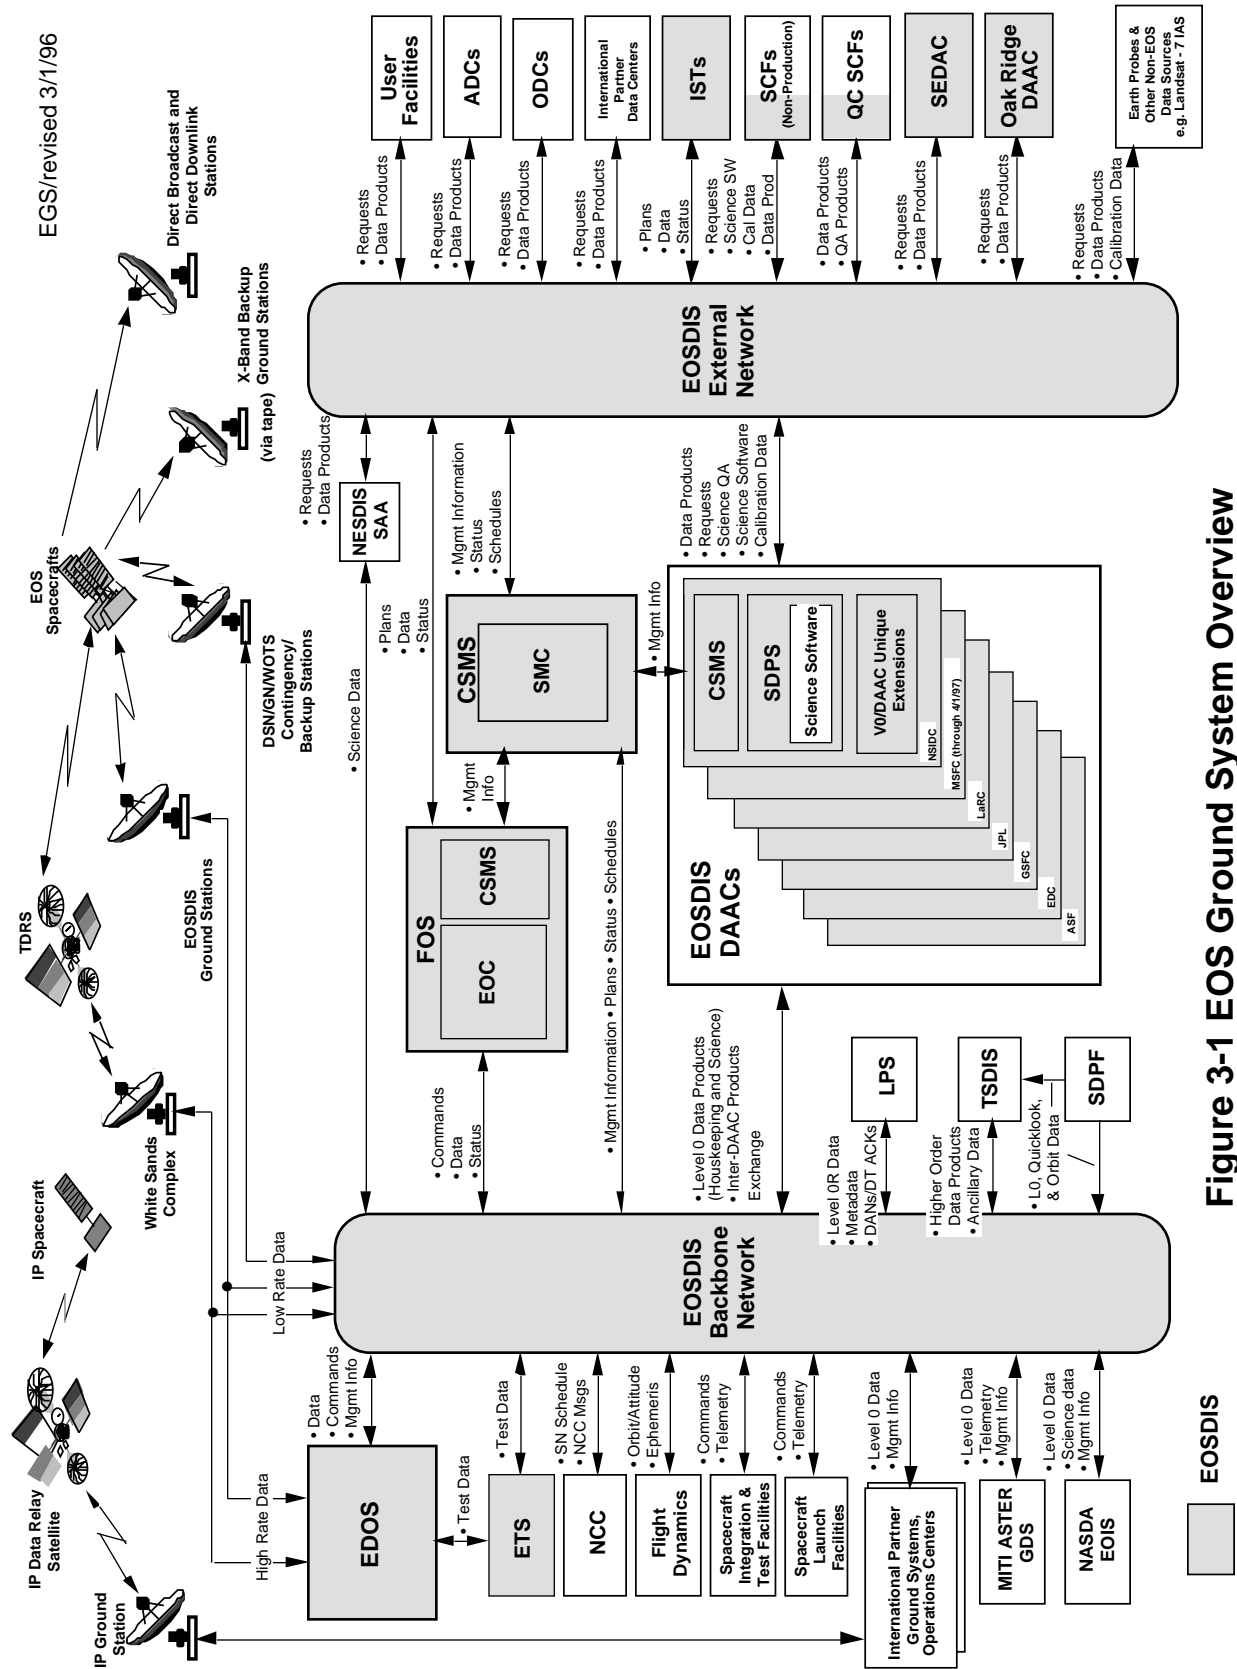 EGS/revised 3/1/96
IP Data Relay
Satellite
IP Spacecraft
TDRS
EOS
Spacecrafts
Direct Broadcast and
Direct Downlink
Stations
IP Ground
Station
White Sands
Complex
EOSDIS
Ground Stations
DSN/GN/WOTS
Contingency/
Backup Stations
X-Band Backup
Ground Stations
(via tape)
High Rate Data
Low Rate Data
• Data
• Commands
• Mgmt Info
EDOS
• Test Data
ETS
• Test Data
NCC
• SN Schedule
• NCC Msgs
Flight
Dynamics
• Orbit/Attitude
• Ephemeris
Spacecraft
Integration &
Test Facilities
• Commands
• Telemetry
Spacecraft
Launch
Facilities
• Commands
• Telemetry
International Partner
Ground Systems,
Operations Centers
• Level 0 Data
• Mgmt Info
MITI ASTER
GDS
• Level 0 Data
• Telemetry
• Mgmt Info
NASDA
EOIS
• Level 0 Data
• Science data
• Mgmt Info
EOSDIS
Backbone
Network
• Science Data
NESDIS
SAA
• Requests
• Data Products
• Commands
• Data
• Status
FOS
EOC
CSMS
• Plans
• Data
• Status
• Mgmt
Info
CSMS
SMC
• Mgmt Information
• Status
• Schedules
• Mgmt Information • Plans • Status • Schedules
• Mgmt Info
• Level 0 Data Products
(Houskeeping and Science)
• Inter-DAAC Products
Exchange
EOSDIS
DAACs
CSMS
SDPS
Science Software
V0/DAAC Unique
Extensions
NSIDC
MSFC (through 4/1/97)
LaRC
JPL
GSFC
EDC
ASF
• Data Products
• Requests
• Science QA
• Science Software
• Calibration Data
• Level 0R Data
• Metadata
• DANs/DT ACKs
LPS
• Higher Order
Data Products
• Ancillary Data
TSDIS
• L0, Quicklook,
& Orbit Data
SDPF
EOSDIS
External
Network
• Requests
• Data Products
User
Facilities
• Requests
• Data Products
ADCs
• Requests
• Data Products
ODCs
• Requests
• Data Products
International
Partner
Data Centers
• Plans
• Data
• Status
ISTs
• Requests
• Science SW
• Cal Data
• Data Prod
SCFs
(Non-Production)
• Data Products
• QA Products
QC SCFs
• Requests
• Data Products
SEDAC
• Requests
• Data Products
Oak Ridge
DAAC
• Requests
• Data Products
• Calibration Data
Earth Probes &
Other Non-EOS
Data Sources
e.g. Landsat - 7 IAS
EOSDIS
Figure 3-1 EOS Ground System Overview